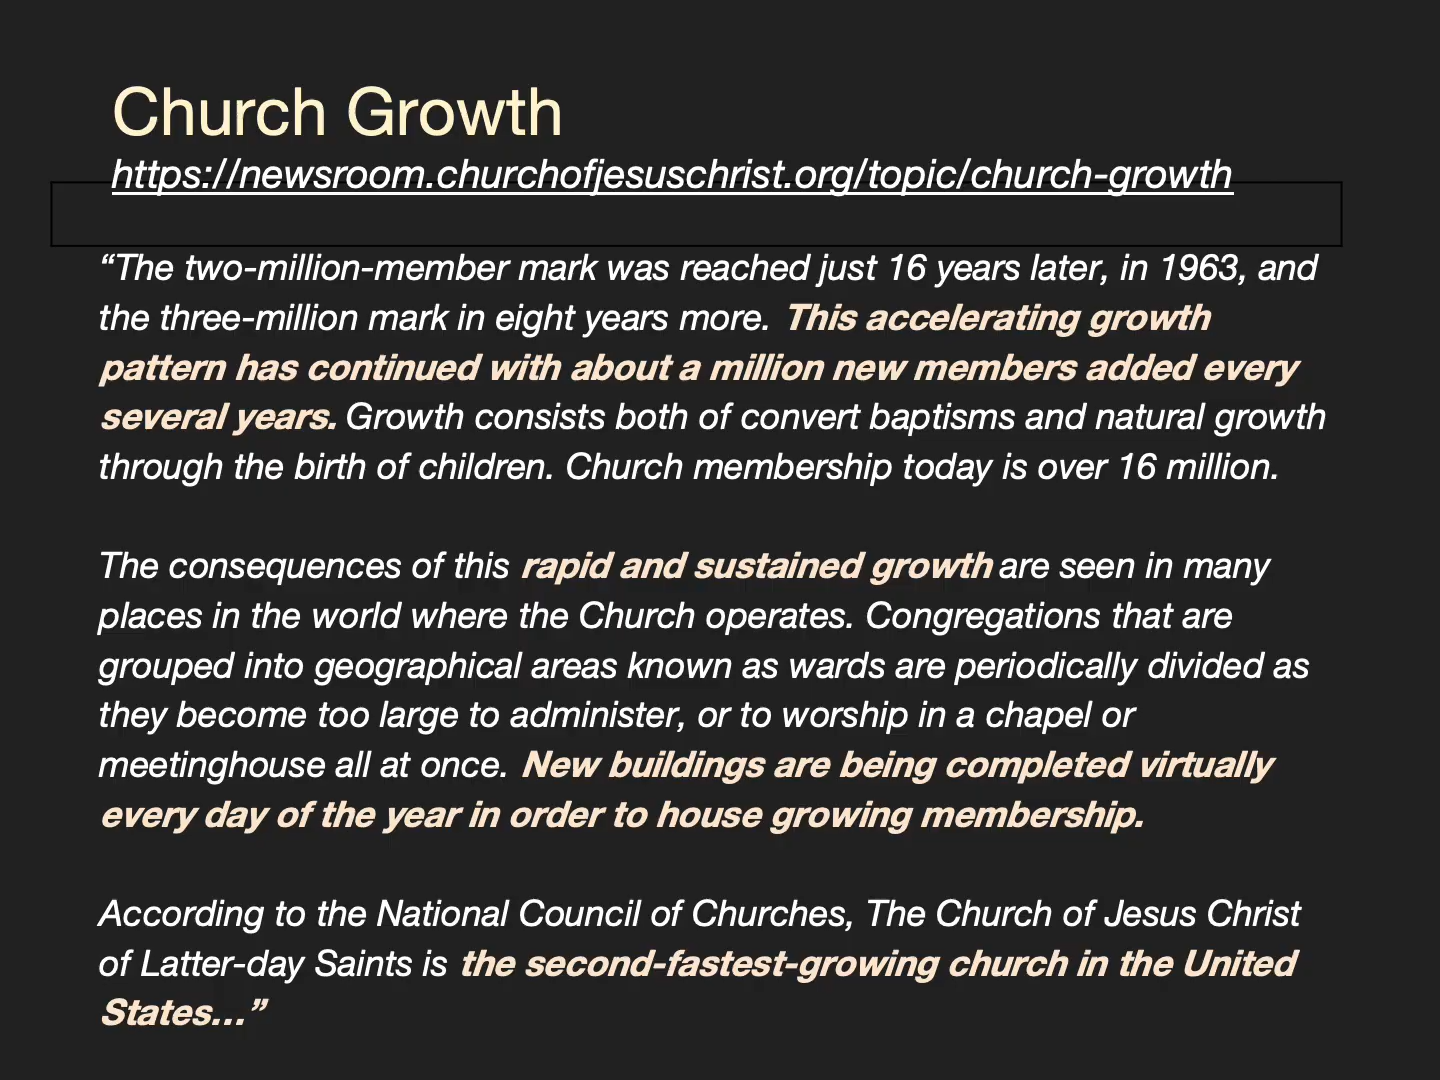 Church Growth
https://newsroom.churchofjesuschrist.org/topic/church-growth
“The two-million-member mark was reached just 16 years later, in 1963, and
the three-million mark in eight years more. This accelerating growth
pattern has continued with about a million new members added every
several years. Growth consists both of convert baptisms and natural growth
through the birth of children. Church membership today is over 16 million.
The consequences of this rapid and sustained growth are seen in many
places in the world where the Church operates. Congregations that are
grouped into geographical areas known as wards are periodically divided as
they become too large to administer, or to worship in a chapel or
meetinghouse all at once. New buildings are being completed virtually
every day of the year in order to house growing membership.
According to the National Council of Churches, The Church of Jesus Christ
of Latter-day Saints is the second-fastest-growing church in the United
States...”